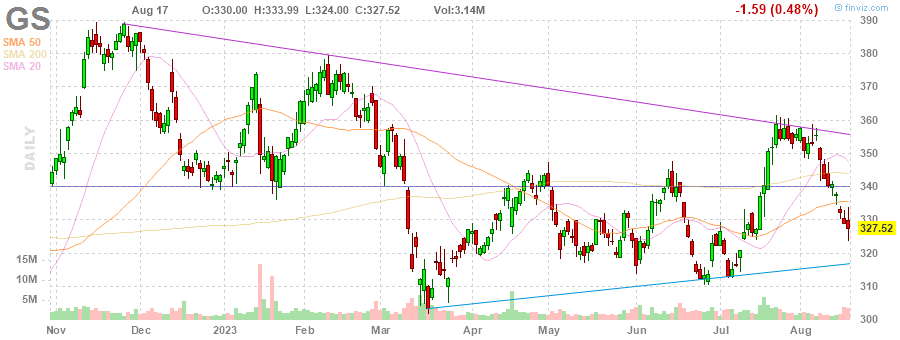 GS Aug 17 O:330.00 H:333.99 L:324.00 C:327.52 Vol:3.14M -1.59 (0.48%) © finviz.com
SMA 50
SMA 200
SMA 20
DAILY
390
380
370
360
350
340
330
327.52
320
310
300
15M
10M
5M
Nov Dec 2023 Feb Mar Apr May Jun Jul Aug